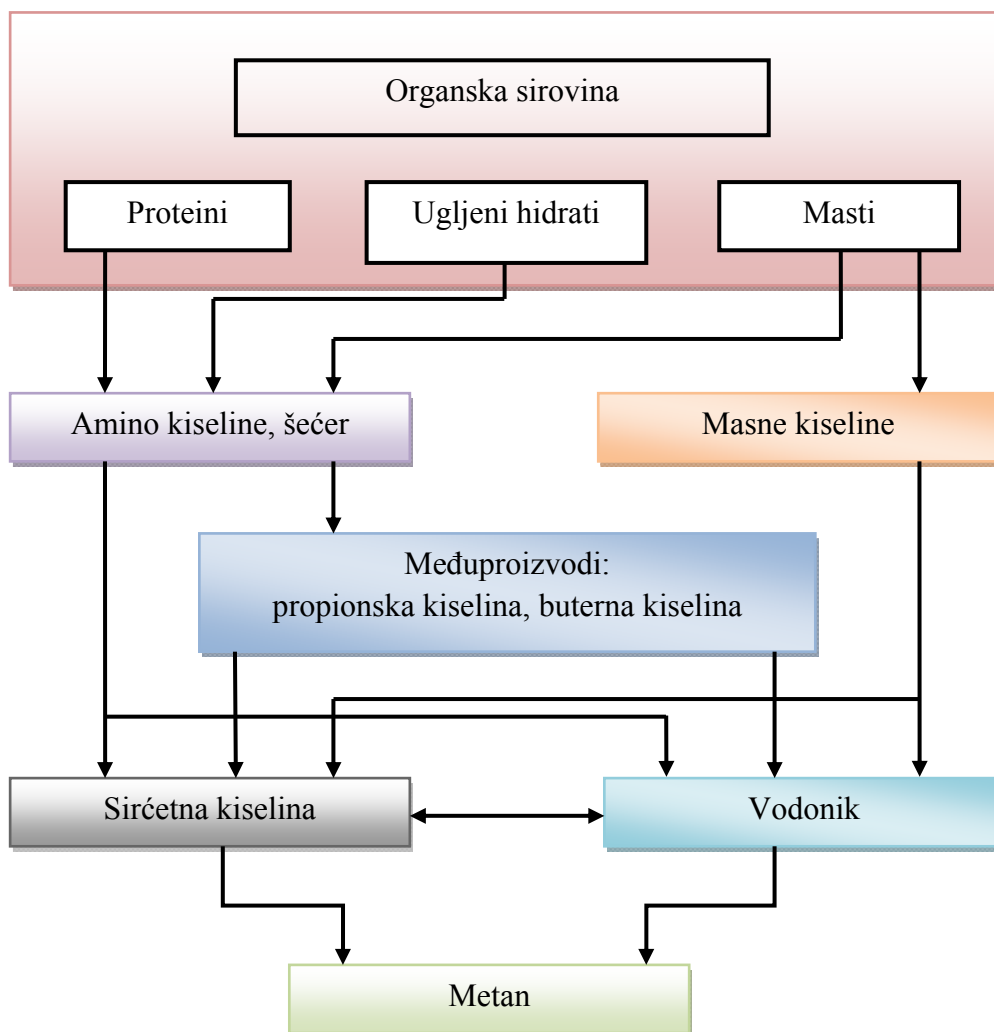 Organska sirovina
Proteini
Ugljeni hidrati
Masti
Amino kiseline, šećer
Masne kiseline
Međuproizvodi:
propionska kiselina, buterna kiselina
Sirćetna kiselina
Vodonik
Metan